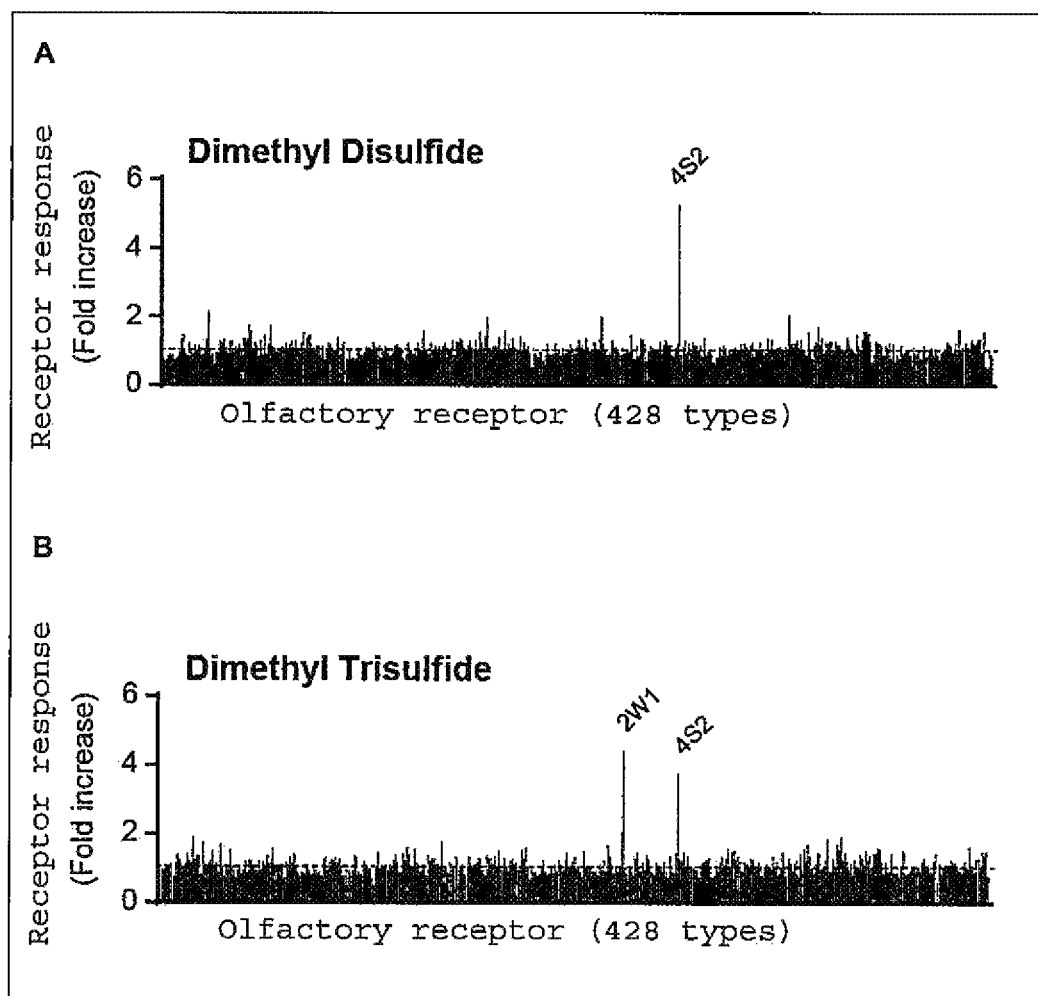 A
Dimethyl Disulfide
4S2
Receptor response
(Fold increase)
6
4
2
0
Olfactory receptor (428 types)
B
Dimethyl Trisulfide
2W1
4S2
Receptor response
(Fold increase)
6
4
2
0
Olfactory receptor (428 types)